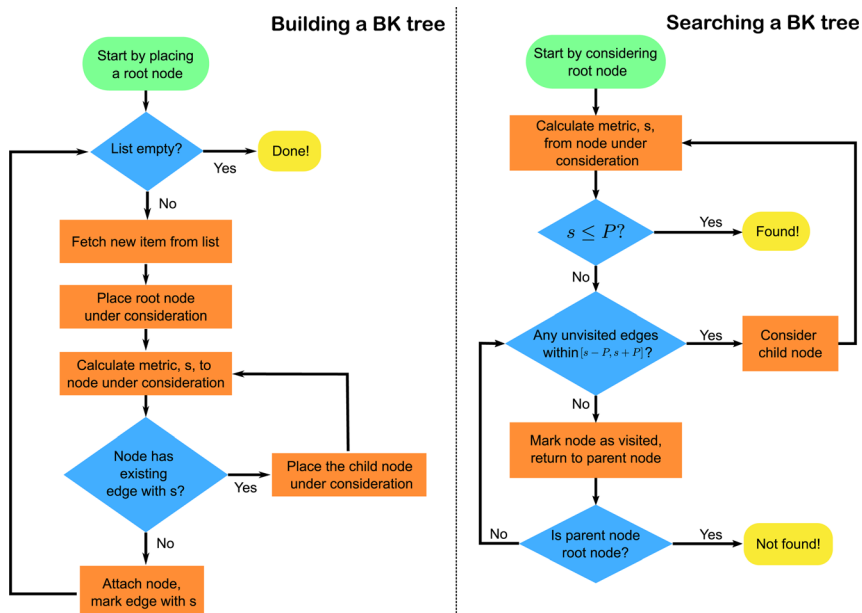 Building a BK tree
Start by placing
a root node
List empty?
Yes
Done!
No
Fetch new item from list
Place root node
under consideration
Calculate metric, s, to
node under consideration
Node has
existing
edge with s?
Yes
Place the child node
under consideration
No
Attach node,
mark edge with s
Searching a BK tree
Start by considering
root node
Calculate metric, s,
from node under
consideration
s ≤ P?
Yes
Found!
No
Any unvisited edges
within [s − P, s + P] ?
Yes
Consider
child node
No
Mark node as visited,
return to parent node
Is parent node
root node?
No
Yes
Not found!